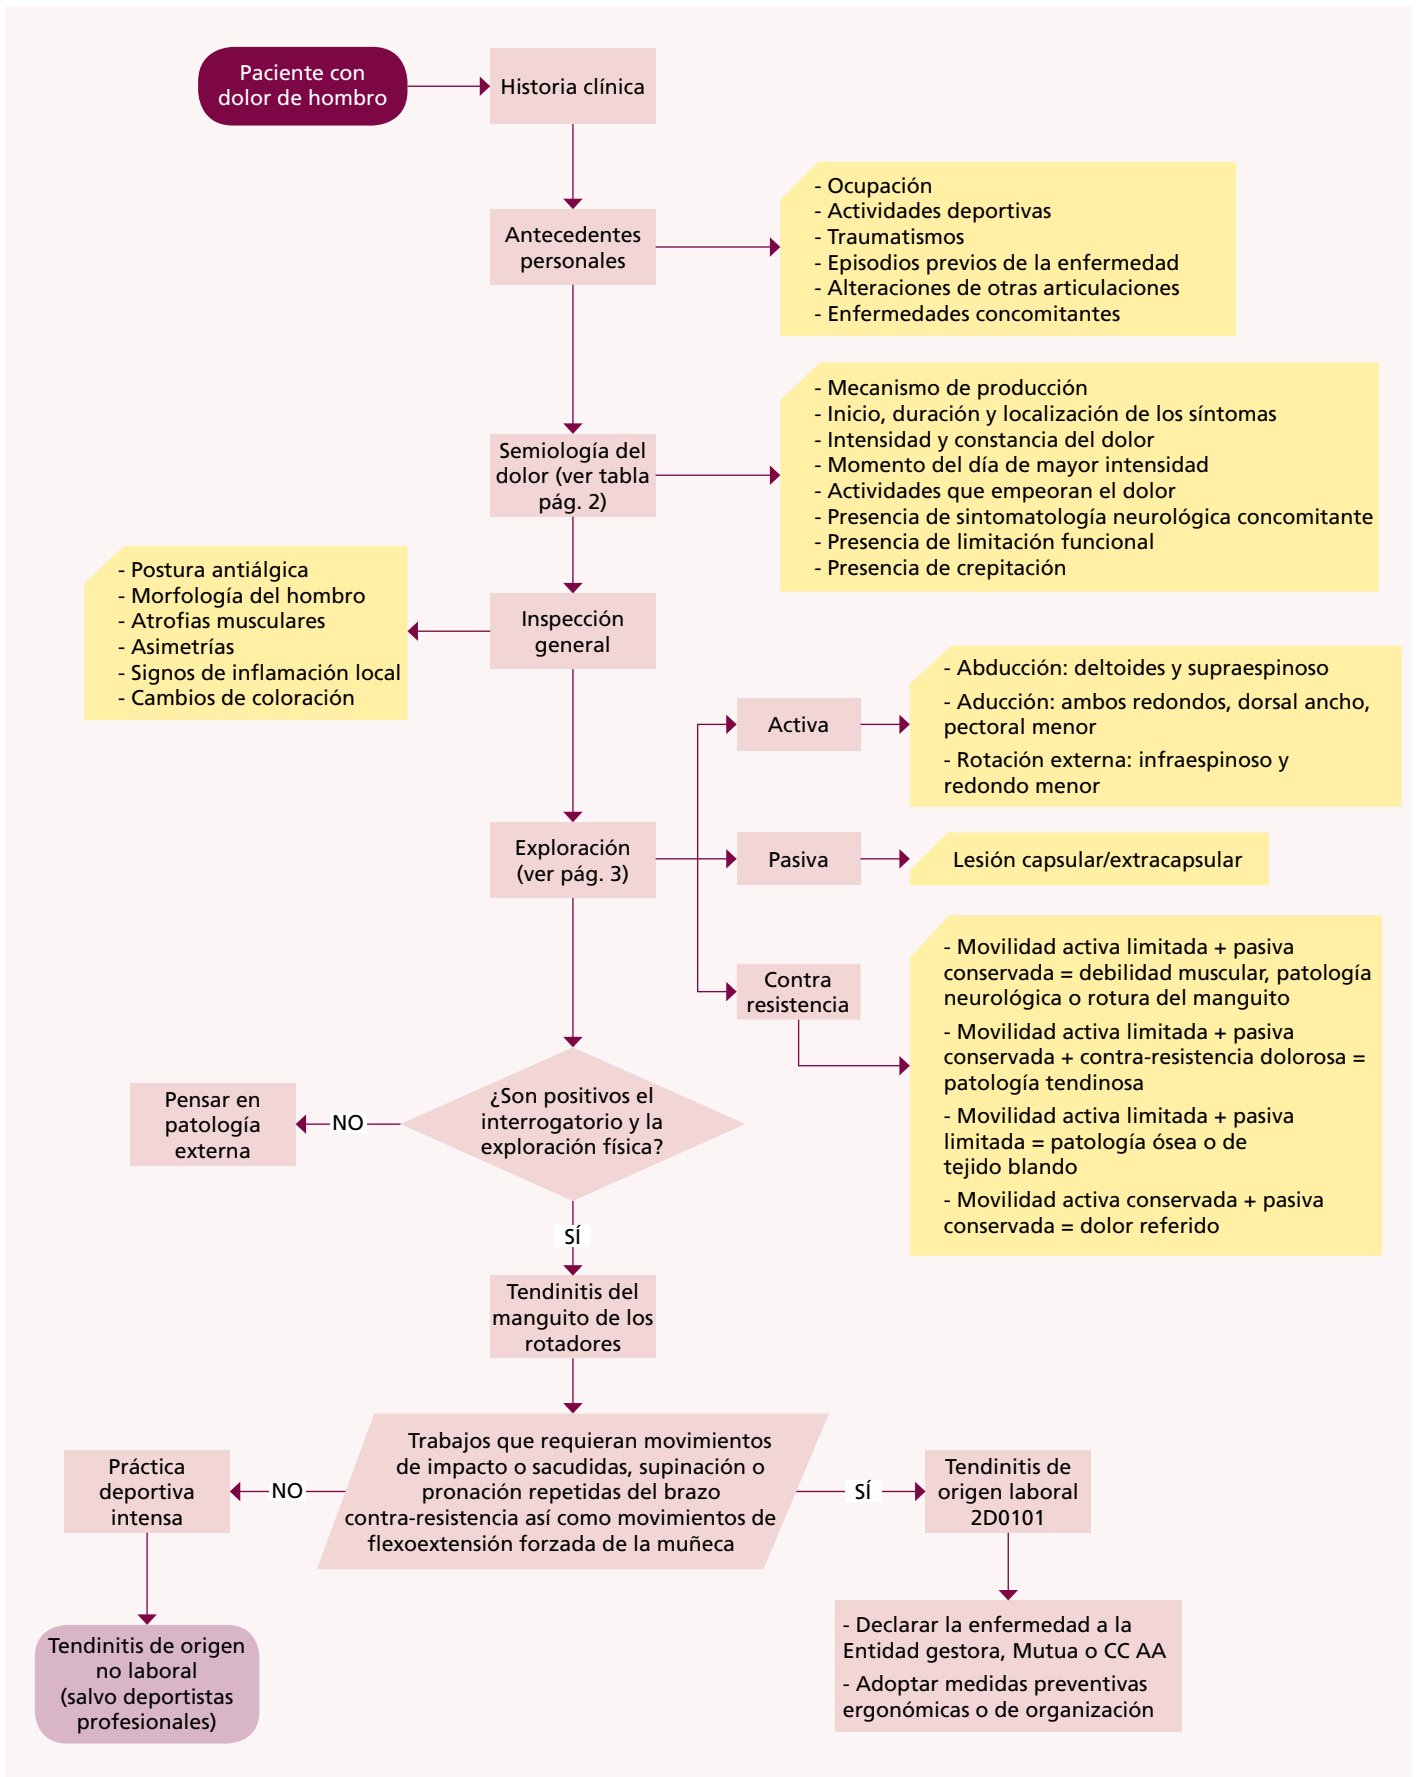 Paciente con
dolor de hombro
Historia clínica
Antecedentes
personales
- Ocupación
- Actividades deportivas
- Traumatismos
- Episodios previos de la enfermedad
- Alteraciones de otras articulaciones
- Enfermedades concomitantes
Semiología del
dolor (ver tabla
pág. 2)
- Mecanismo de producción
- Inicio, duración y localización de los síntomas
- Intensidad y constancia del dolor
- Momento del día de mayor intensidad
- Actividades que empeoran el dolor
- Presencia de sintomatología neurológica concomitante
- Presencia de limitación funcional
- Presencia de crepitación
- Postura antiálgica
- Morfología del hombro
- Atrofias musculares
- Asimetrías
- Signos de inflamación local
- Cambios de coloración
Inspección
general
Exploración
(ver pág. 3)
Activa
- Abducción: deltoides y supraespinoso
- Aducción: ambos redondos, dorsal ancho,
pectoral menor
- Rotación externa: infraespinoso y
redondo menor
Pasiva
Lesión capsular/extracapsular
Contra
resistencia
- Movilidad activa limitada + pasiva
conservada = debilidad muscular, patología
neurológica o rotura del manguito
- Movilidad activa limitada + pasiva
conservada + contra-resistencia dolorosa =
patología tendinosa
- Movilidad activa limitada + pasiva
limitada = patología ósea o de
tejido blando
- Movilidad activa conservada + pasiva
conservada = dolor referido
¿Son positivos el
interrogatorio y la
exploración física?
NO
Pensar en
patología
externa
SÍ
Tendinitis del
manguito de los
rotadores
Trabajos que requieran movimientos
de impacto o sacudidas, supinación o
pronación repetidas del brazo
contra-resistencia así como movimientos de
flexoextensión forzada de la muñeca
NO
Práctica
deportiva
intensa
Tendinitis de origen
no laboral
(salvo deportistas
profesionales)
SÍ
Tendinitis de
origen laboral
2D0101
- Declarar la enfermedad a la
Entidad gestora, Mutua o CC AA
- Adoptar medidas preventivas
ergonómicas o de organización